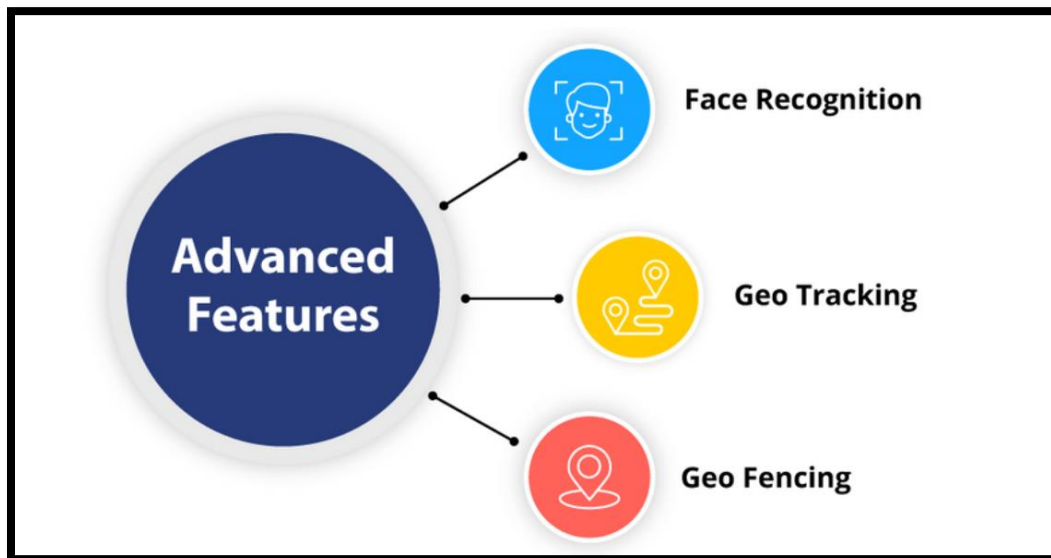 Advanced
Features
Face Recognition
Geo Tracking
Geo Fencing